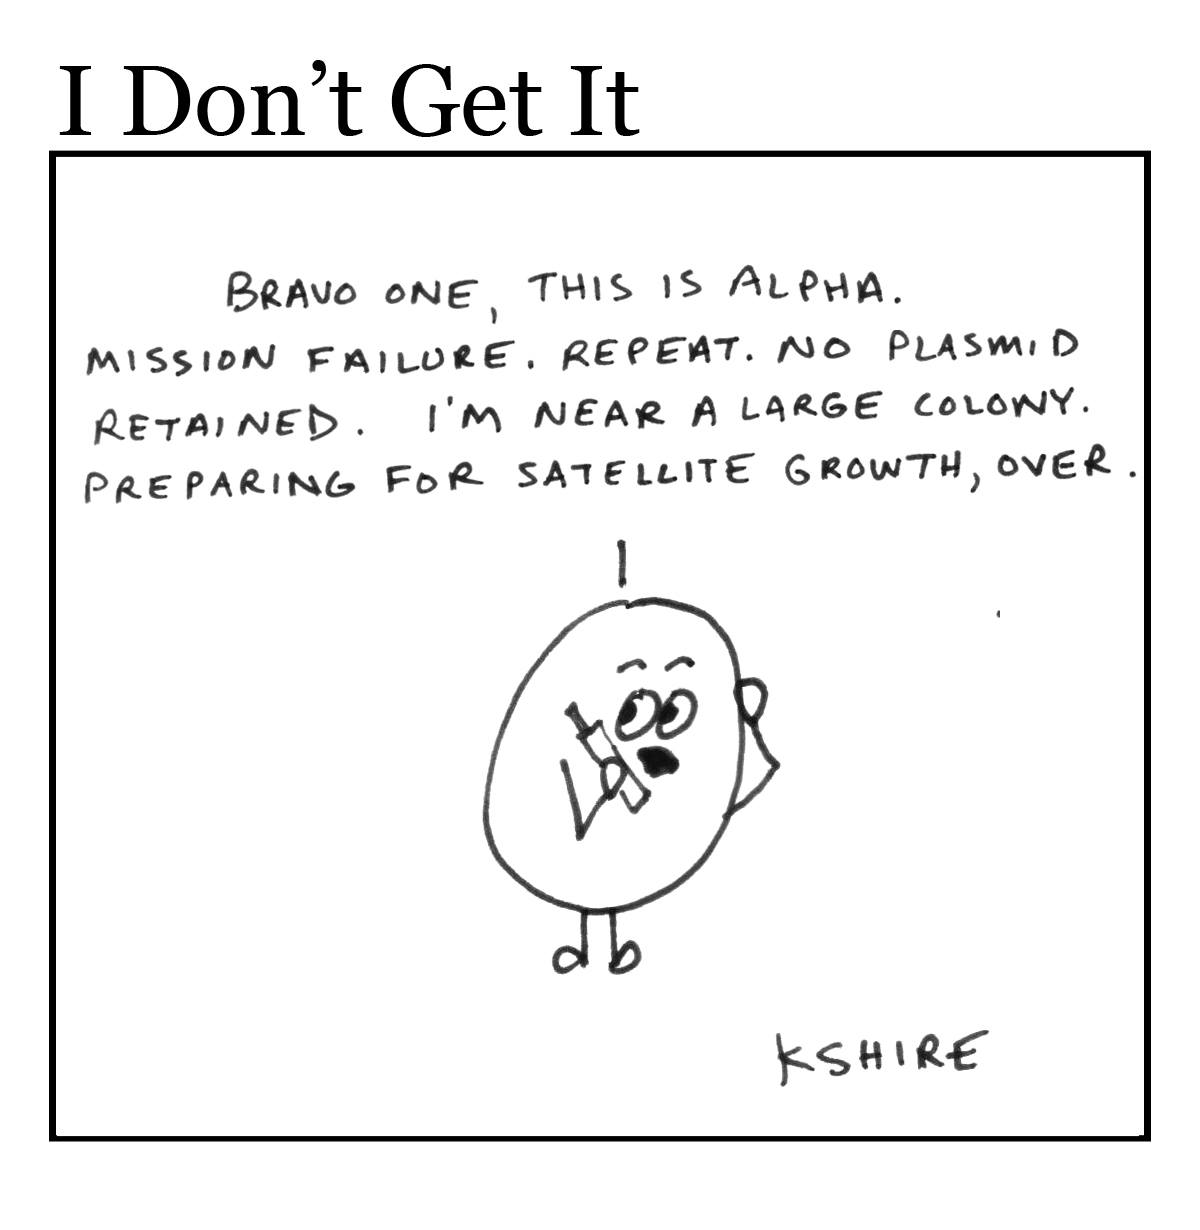 I Don’t Get It
BRAVO ONE, THIS IS ALPHA.
MISSION FAILURE. REPEAT. NO PLASMID
RETAINED. I'M NEAR A LARGE COLONY.
PREPARING FOR SATELLITE GROWTH, OVER.
KSHIRE